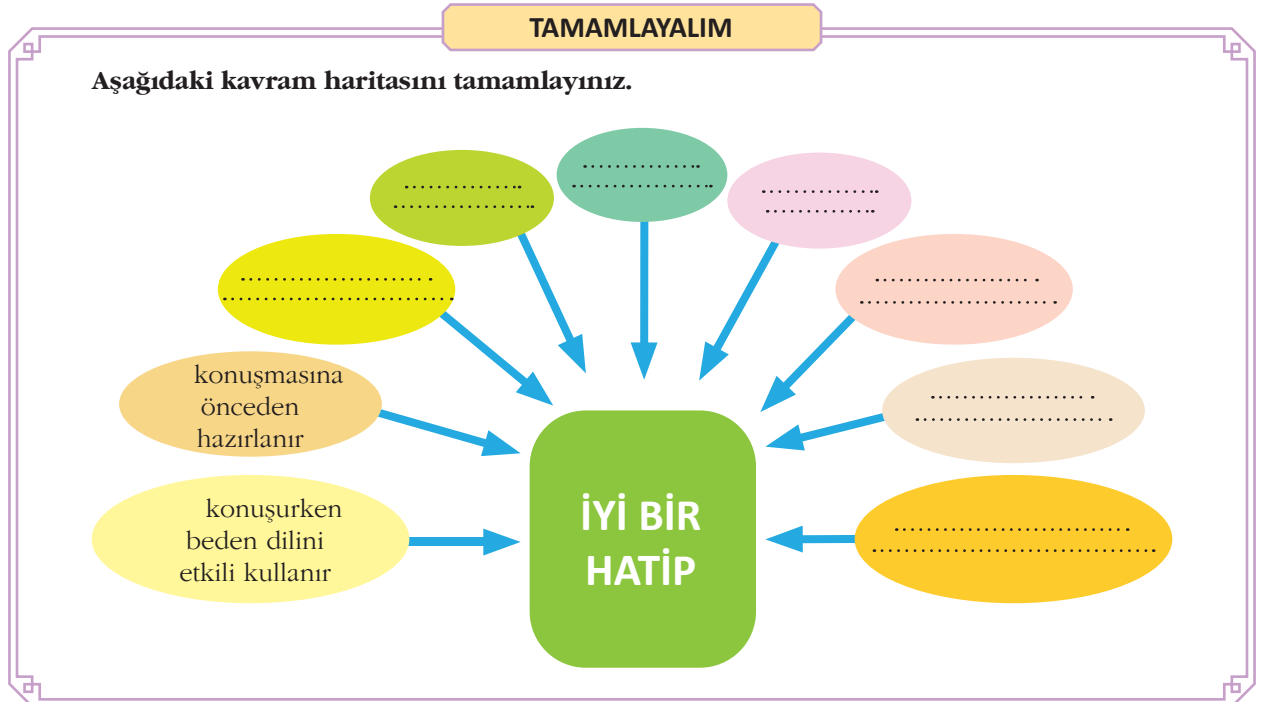 TAMAMLAYALIM
Aşağıdaki kavram haritasını tamamlayınız.
konuşmasına
önceden
hazırlanır
konuşurken
beden dilini
etkili kullanır
İYİ BİR
HATİP